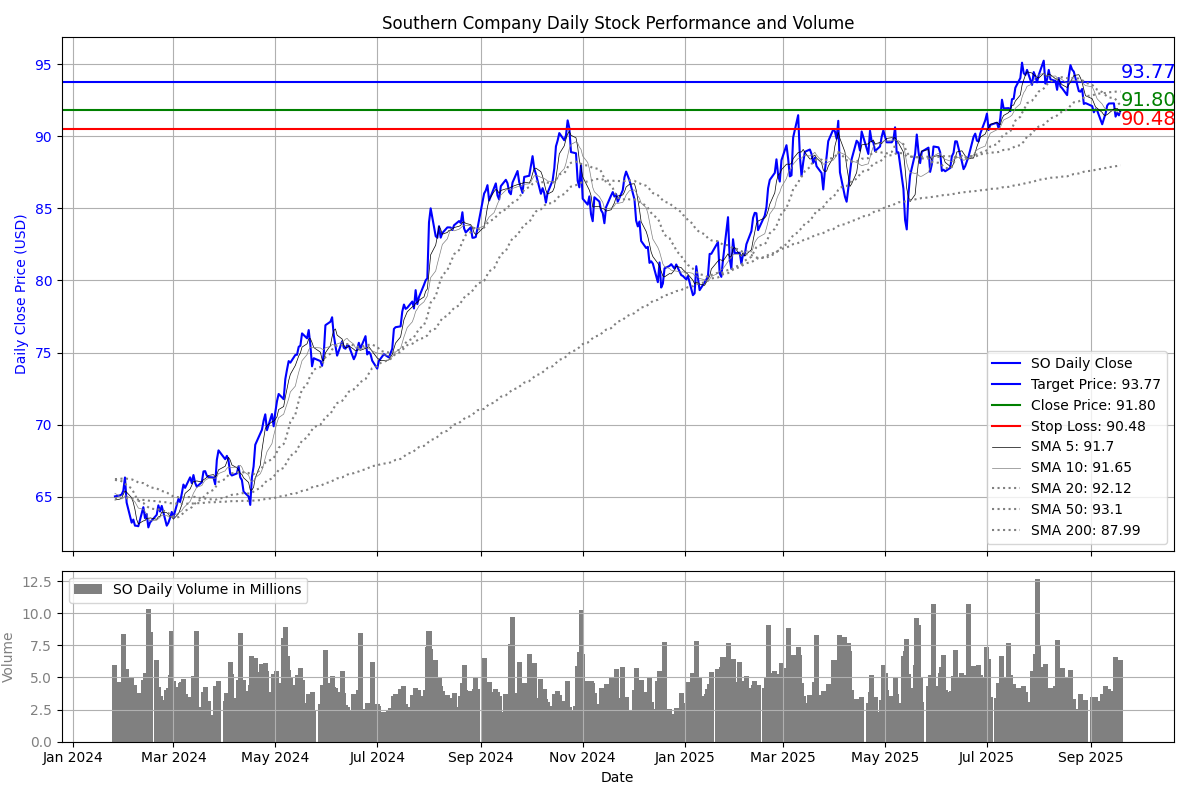 Southern Company Daily Stock Performance and Volume
Daily Close Price (USD)
95
90
85
80
75
70
65
93.77
91.80
90.48
SO Daily Close
Target Price: 93.77
Close Price: 91.80
Stop Loss: 90.48
SMA 5: 91.7
SMA 10: 91.65
SMA 20: 92.12
SMA 50: 93.1
SMA 200: 87.99
Volume
12.5
10.0
7.5
5.0
2.5
0.0
SO Daily Volume in Millions
Jan 2024 Mar 2024 May 2024 Jul 2024 Sep 2024 Nov 2024 Jan 2025 Mar 2025 May 2025 Jul 2025 Sep 2025
Date